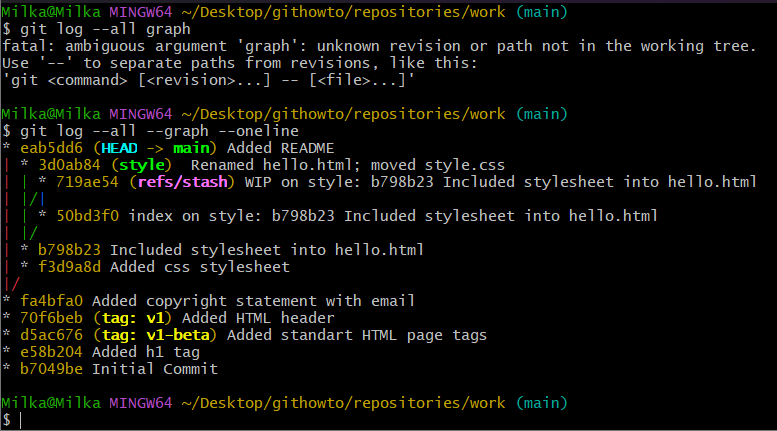 Milka@Milka MINGW64 ~/Desktop/githowto/repositories/work (main)
$ git log --all graph
fatal: ambiguous argument 'graph': unknown revision or path not in the working tree.
Use '--' to separate paths from revisions, like this:
'git <command> [<revision>...] -- [<file>...]'

Milka@Milka MINGW64 ~/Desktop/githowto/repositories/work (main)
$ git log --all --graph --oneline
* eab5dd6 (HEAD -> main) Added README
| * 3d0ab84 (style)  Renamed hello.html; moved style.css
| | * 719ae54 (refs/stash) WIP on style: b798b23 Included stylesheet into hello.html
| |/|
| | * 50bd3f0 index on style: b798b23 Included stylesheet into hello.html
| |/
| * b798b23 Included stylesheet into hello.html
| * f3d9a8d Added css stylesheet
|/
* fa4bfa0 Added copyright statement with email
* 70f6beb (tag: v1) Added HTML header
* d5ac676 (tag: v1-beta) Added standart HTML page tags
* e58b204 Added h1 tag
* b7049be Initial Commit

Milka@Milka MINGW64 ~/Desktop/githowto/repositories/work (main)
$